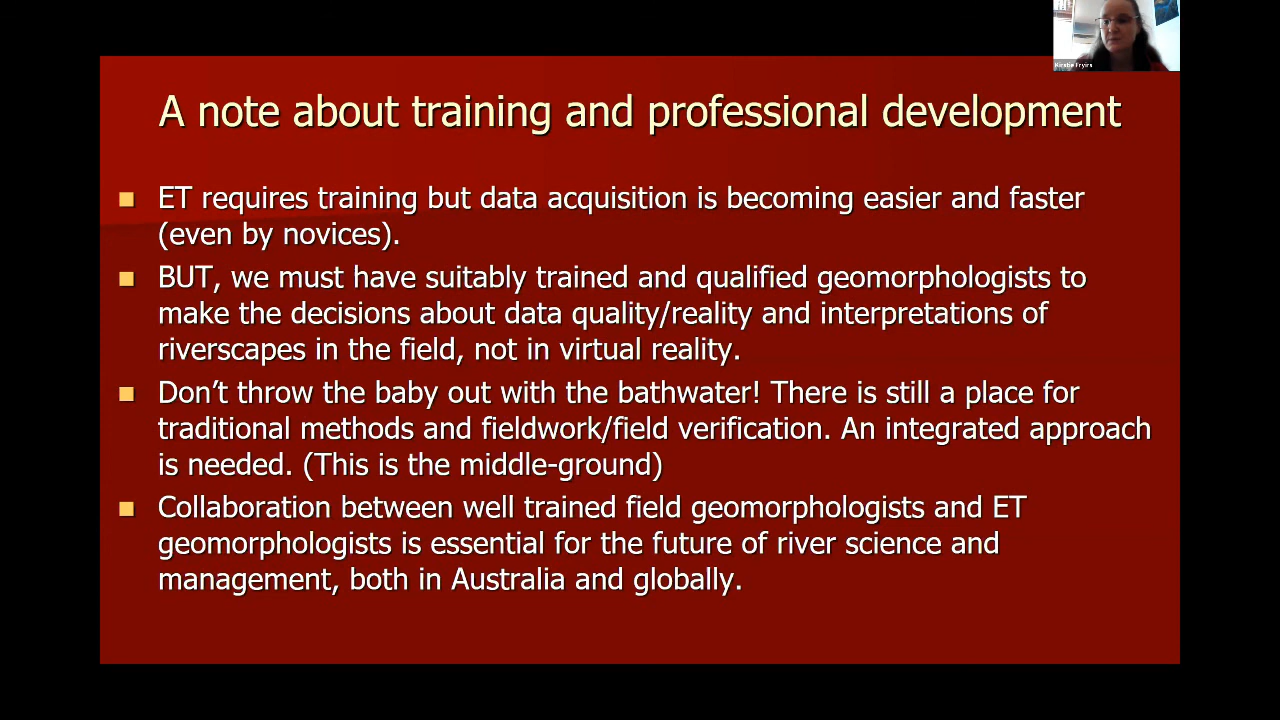 Kirstie Fryirs
A note about training and professional development
ET requires training but data acquisition is becoming easier and faster
(even by novices).
BUT, we must have suitably trained and qualified geomorphologists to
make the decisions about data quality/reality and interpretations of
riverscapes in the field, not in virtual reality.
Don’t throw the baby out with the bathwater! There is still a place for
traditional methods and fieldwork/field verification. An integrated approach
is needed. (This is the middle-ground)
Collaboration between well trained field geomorphologists and ET
geomorphologists is essential for the future of river science and
management, both in Australia and globally.